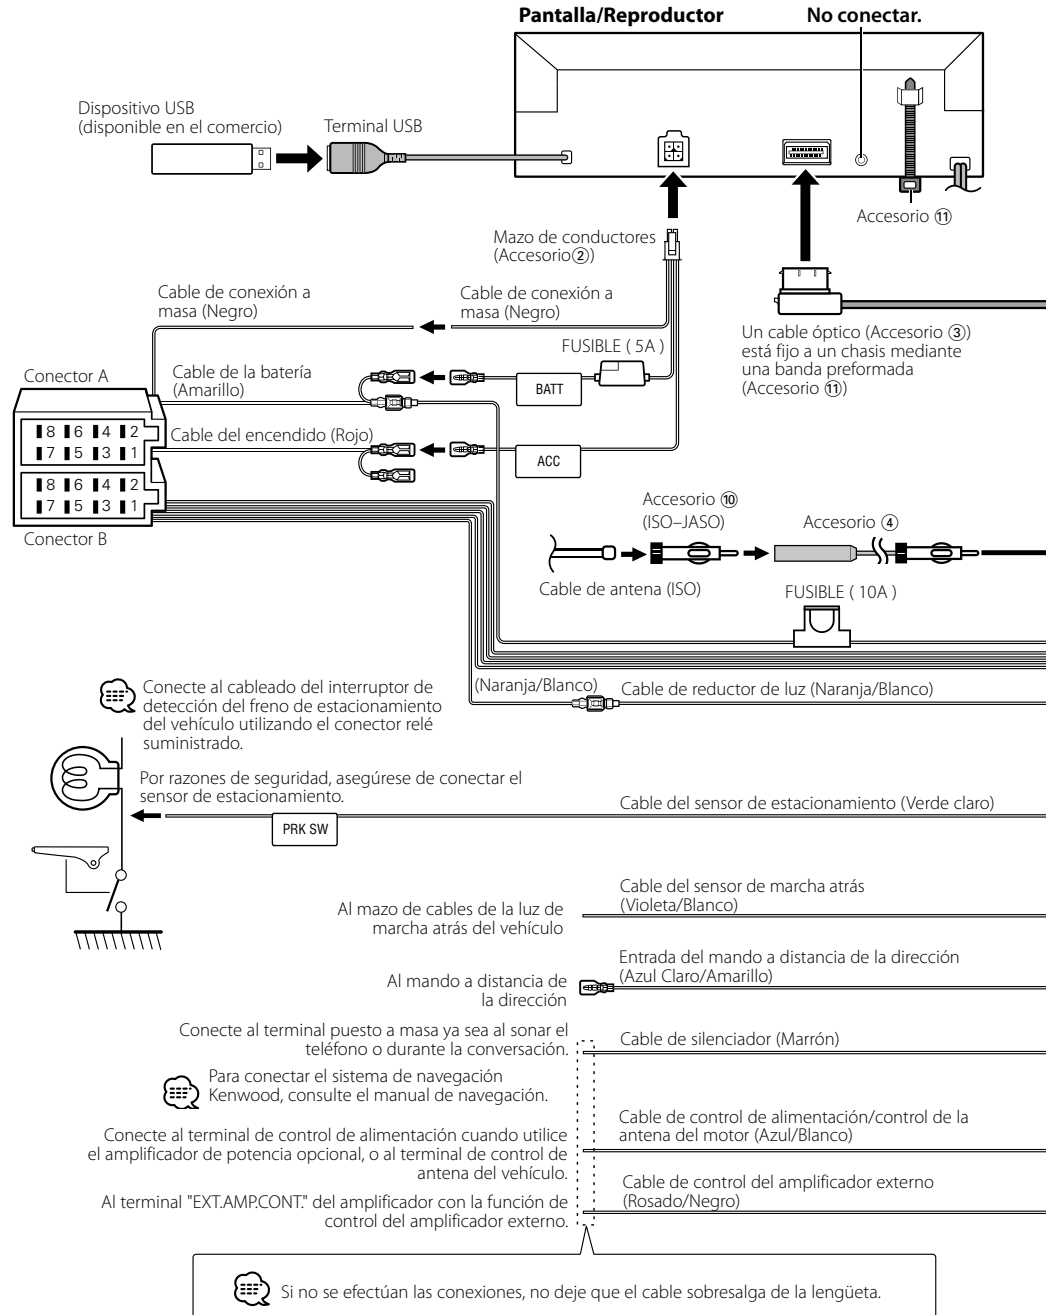 Pantalla/Reproductor
No conectar.
Dispositivo USB
(disponible en el comercio)
Terminal USB
Accesorio ⑪
Mazo de conductores
(Accesorio②)
Cable de conexión a
masa (Negro)
Cable de conexión a
masa (Negro)
Un cable óptico (Accesorio ③)
está fijo a un chasis mediante
una banda preformada
(Accesorio ⑪)
FUSIBLE ( 5A )
Conector A
Cable de la batería
(Amarillo)
BATT
8 6 4 2
7 5 3 1
Cable del encendido (Rojo)
ACC
8 6 4 2
7 5 3 1
Conector B
Accesorio ⑩
(ISO–JASO)
Accesorio ④
Cable de antena (ISO)
FUSIBLE ( 10A )
(Naranja/Blanco)
Cable de reductor de luz (Naranja/Blanco)
Conecte al cableado del interruptor de
detección del freno de estacionamiento
del vehículo utilizando el conector relé
suministrado.
Por razones de seguridad, asegúrese de conectar el
sensor de estacionamiento.
Cable del sensor de estacionamiento (Verde claro)
PRK SW
Al mazo de cables de la luz de
marcha atrás del vehículo
Cable del sensor de marcha atrás
(Violeta/Blanco)
Al mando a distancia de
la dirección
Entrada del mando a distancia de la dirección
(Azul Claro/Amarillo)
Conecte al terminal puesto a masa ya sea al sonar el
teléfono o durante la conversación.
Cable de silenciador (Marrón)
Para conectar el sistema de navegación
Kenwood, consulte el manual de navegación.
Conecte al terminal de control de alimentación cuando utilice
el amplificador de potencia opcional, o al terminal de control de
antena del vehículo.
Cable de control de alimentación/control de la
antena del motor (Azul/Blanco)
Al terminal "EXT.AMP.CONT." del amplificador con la función de
control del amplificador externo.
Cable de control del amplificador externo
(Rosado/Negro)
Si no se efectúan las conexiones, no deje que el cable sobresalga de la lengüeta.